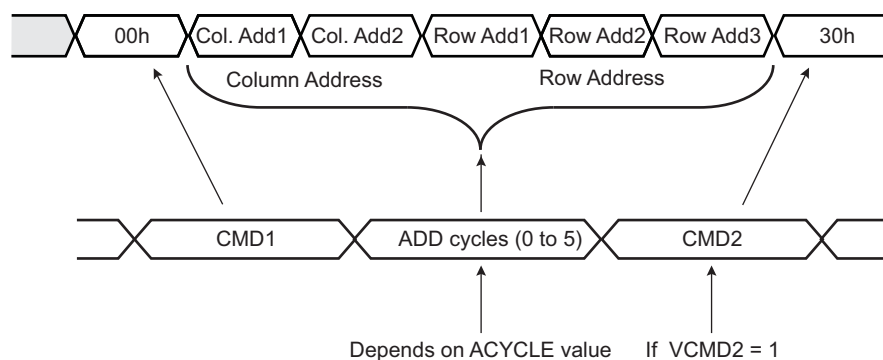 00h Col. Add1 Col. Add2 Row Add1 Row Add2 Row Add3 30h
Column Address Row Address
CMD1 ADD cycles (0 to 5) CMD2
Depends on ACYCLE value If VCMD2 = 1